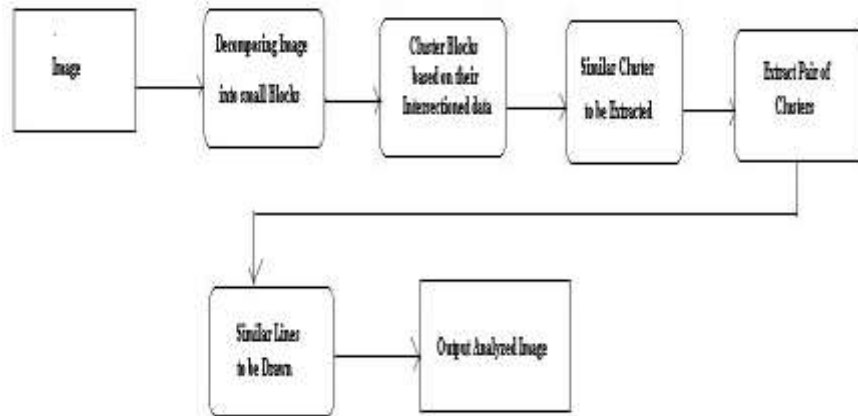 Image
Decomposing Image
into small Blocks
Cluster Blocks
based on their
Intersectioned data
Similar Cluster
to be Extracted
Extract Pair of
Clusters
Similar Lines
to be Drawn
Output Analyzed Image